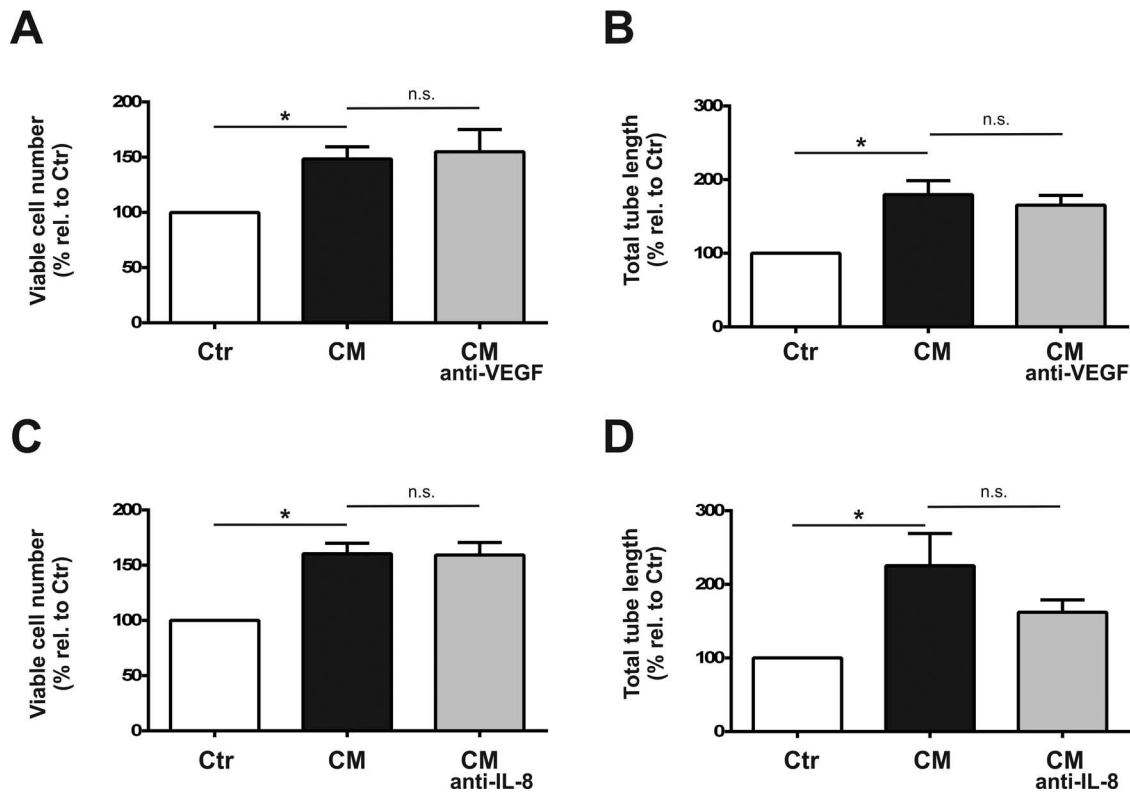 A
Viable cell number
(% rel. to Ctr)
200
150
100
50
0
*
n.s.
Ctr
CM
CM
anti-VEGF
B
Total tube length
(% rel. to Ctr)
300
200
100
0
*
n.s.
Ctr
CM
CM
anti-VEGF
C
Viable cell number
(% rel. to Ctr)
200
150
100
50
0
*
n.s.
Ctr
CM
CM
anti-IL-8
D
Total tube length
(% rel. to Ctr)
300
200
100
0
*
n.s.
Ctr
CM
CM
anti-IL-8